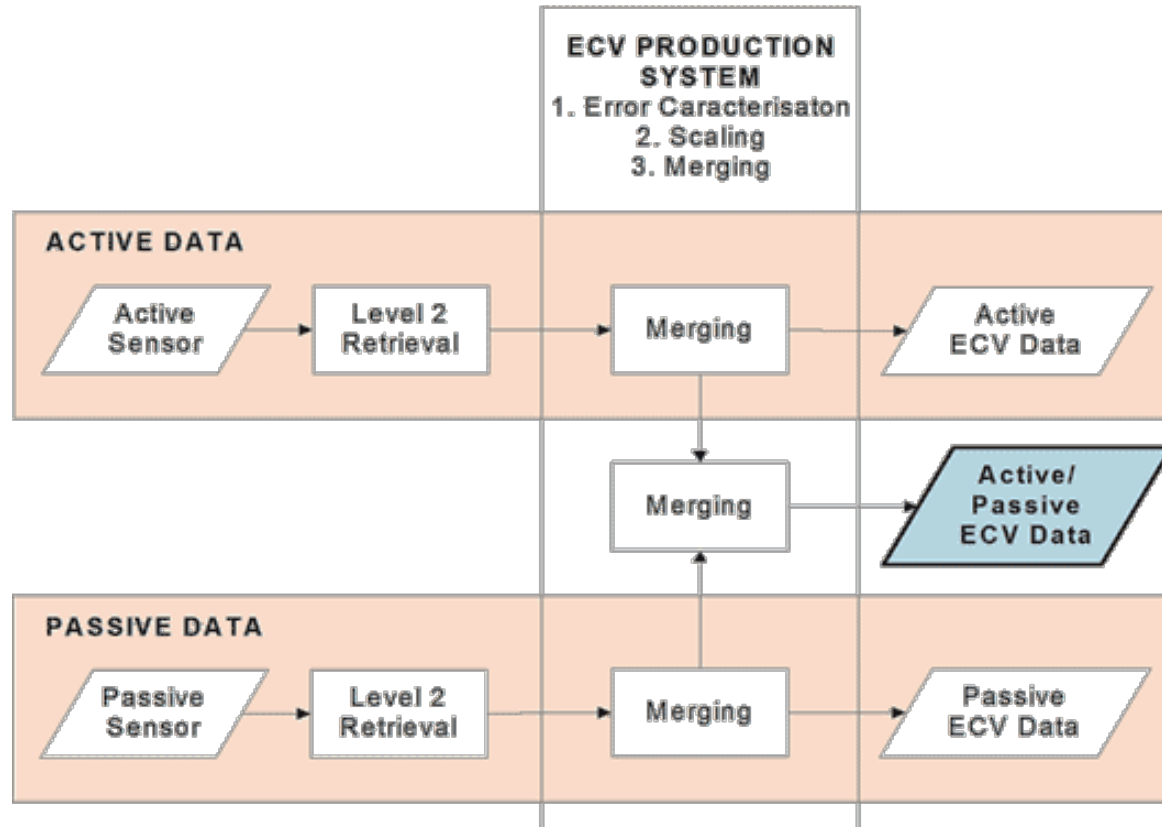 ECV PRODUCTION
SYSTEM
1. Error Caracterisaton
2. Scaling
3. Merging
ACTIVE DATA
Active
Sensor
Level 2
Retrieval
Merging
Active
ECV Data
Merging
Active/
Passive
ECV Data
PASSIVE DATA
Passive
Sensor
Level 2
Retrieval
Merging
Passive
ECV Data